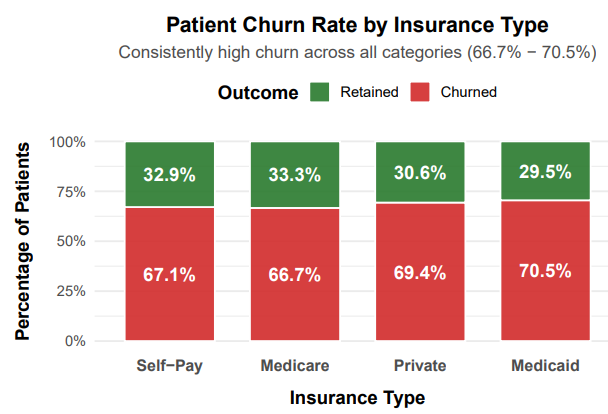 Patient Churn Rate by Insurance Type
Consistently high churn across all categories (66.7% − 70.5%)
Outcome Retained Churned
Percentage of Patients
100%
75%
50%
25%
0%
32.9% 33.3% 30.6% 29.5%
67.1% 66.7% 69.4% 70.5%
Self−Pay Medicare Private Medicaid
Insurance Type